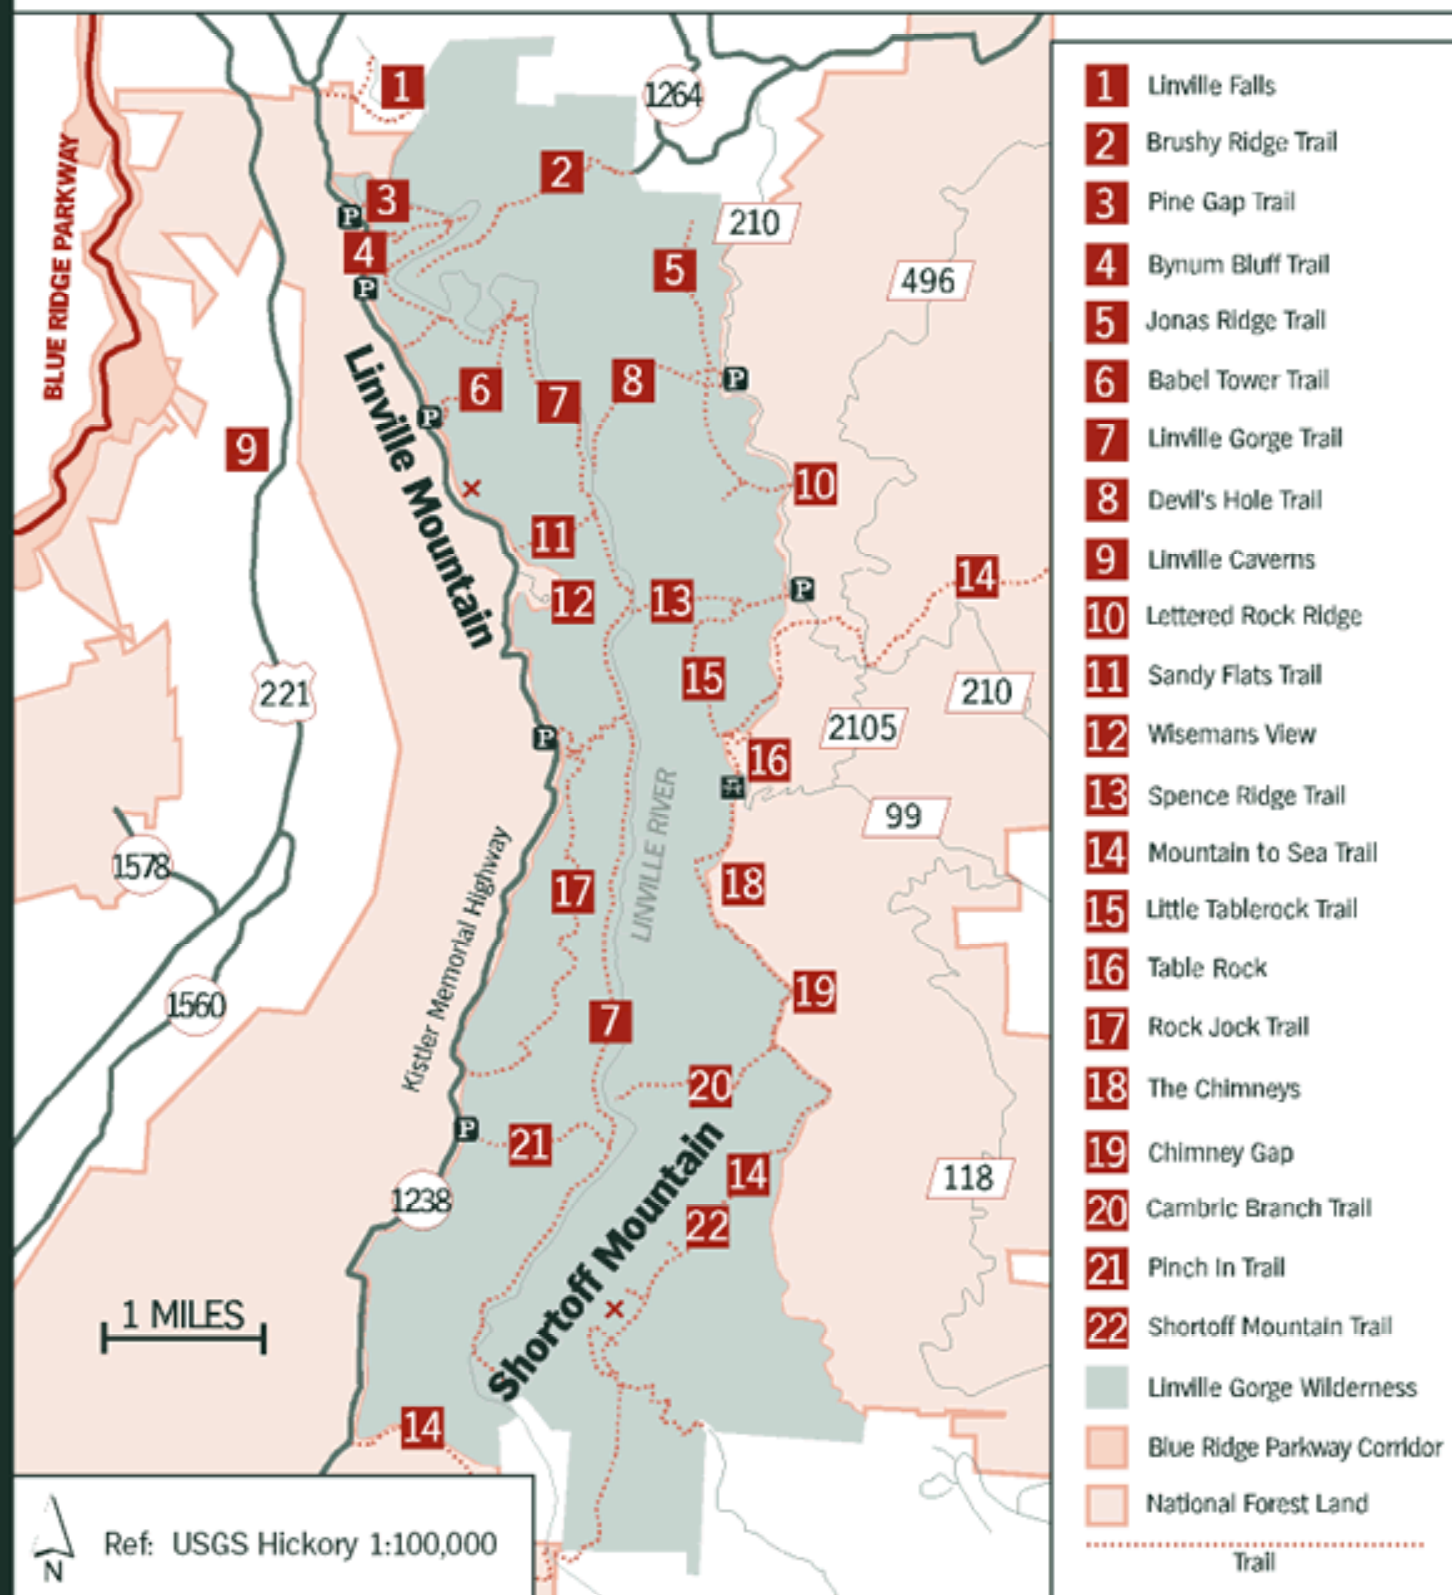 1
1264
2
BLUE RIDGE PARKWAY
3
P
210
4
5
496
P
Linville Mountain
8
P
6
7
P
9
10
11
14
P
12
13
15
221
210
2105
P
16
LINVILLE RIVER
99
1578
Kistler Memorial Highway
17
18
19
1560
7
20
P
21
Shortoff Mountain
14
118
1238
22
1 MILES
14
N
Ref: USGS Hickory 1:100,000
1 Linville Falls
2 Brushy Ridge Trail
3 Pine Gap Trail
4 Bynum Bluff Trail
5 Jonas Ridge Trail
6 Babel Tower Trail
7 Linville Gorge Trail
8 Devil's Hole Trail
9 Linville Caverns
10 Lettered Rock Ridge
11 Sandy Flats Trail
12 Wisemans View
13 Spence Ridge Trail
14 Mountain to Sea Trail
15 Little Tablerock Trail
16 Table Rock
17 Rock Jock Trail
18 The Chimneys
19 Chimney Gap
20 Cambric Branch Trail
21 Pinch In Trail
22 Shortoff Mountain Trail
Linville Gorge Wilderness
Blue Ridge Parkway Corridor
National Forest Land
Trail